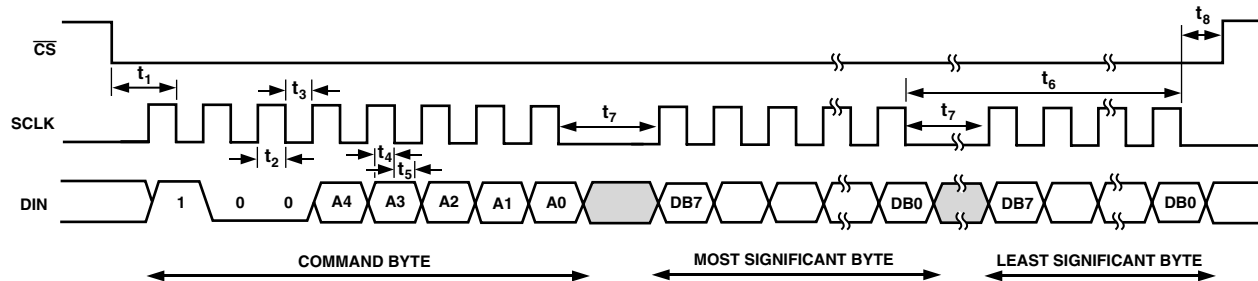 t8
CS
t1
t3
t6
SCLK
t7
t7
t2
t4
t5
DIN
1 0 0 A4 A3 A2 A1 A0 DB7 DB0 DB7 DB0
COMMAND BYTE
MOST SIGNIFICANT BYTE
LEAST SIGNIFICANT BYTE